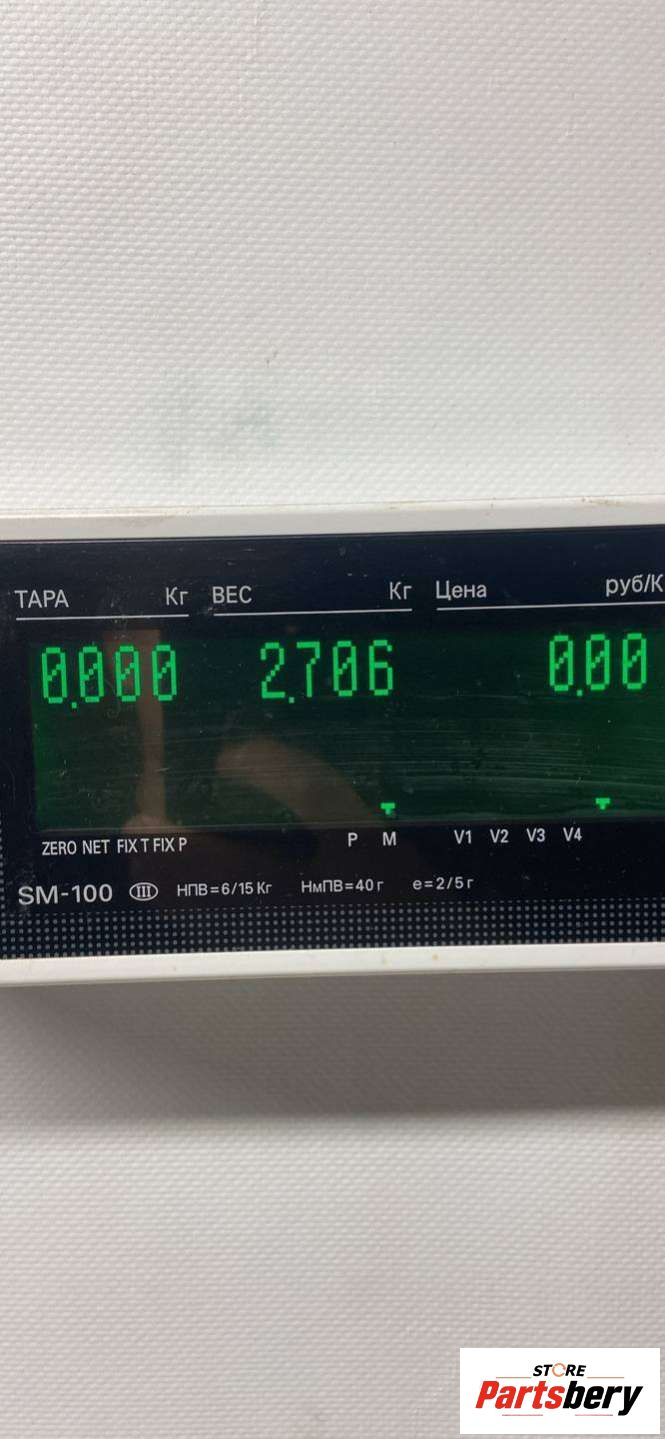 ТАРА Кг ВЕС Кг Цена руб/К
0.000 2.706 0.00
ZERO NET FIX T FIX P P M V1 V2 V3 V4
SM-100 III НПВ=6/15 Кг НмПВ=40 г e=2/5 г
STORE
Partsbery